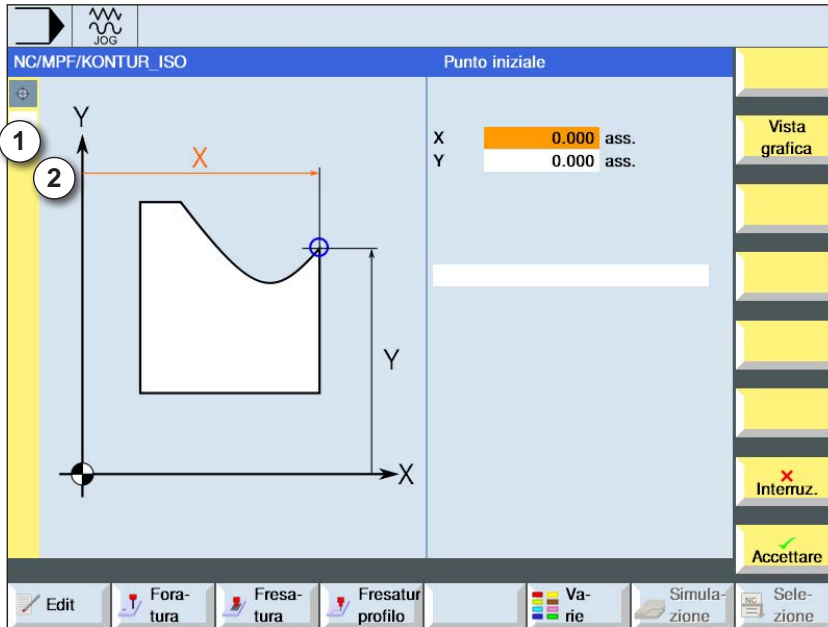 JOG
NC/MPF/KONTUR_ISO
Punto iniziale
1
2
Y
X
Y
X
X 0.000 ass.
Y 0.000 ass.
Vista
grafica
Interruz.
Accettare
Edit
Fora-
tura
Fresa-
tura
Fresatur
profilo
Va-
rie
Simula-
zione
NC
Sele-
zione